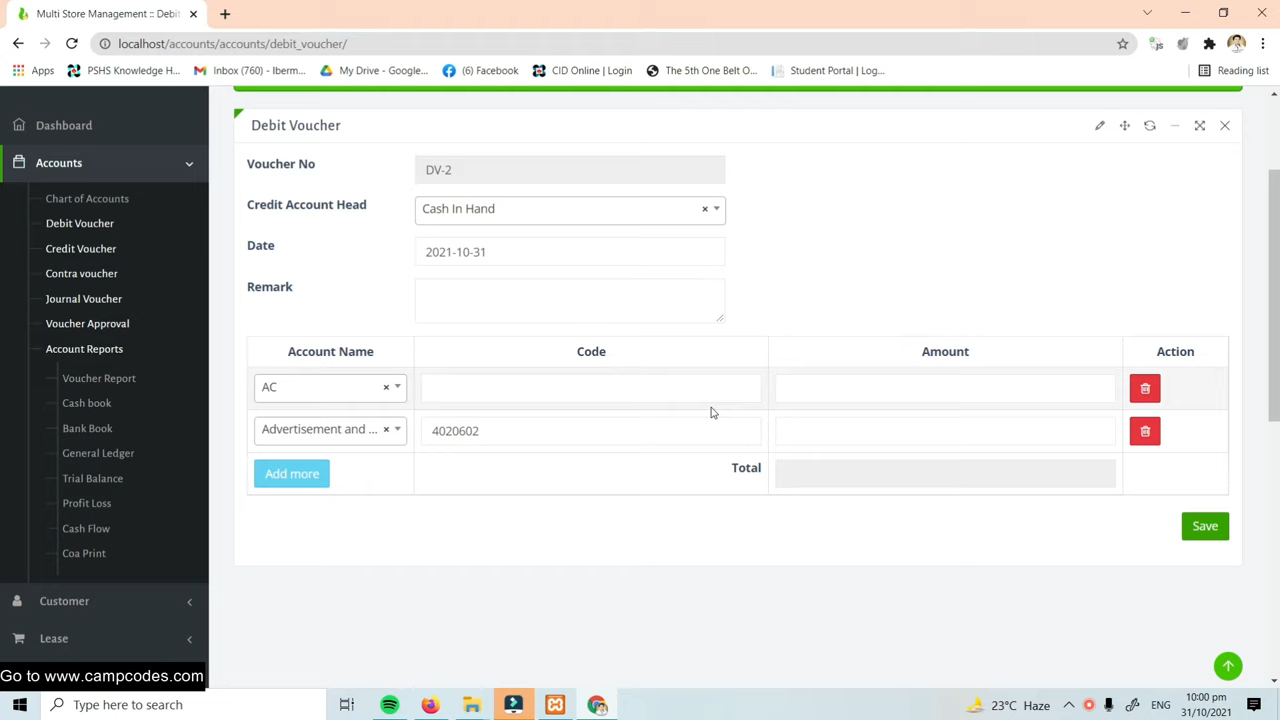 Multi Store Management :: Debit
localhost/accounts/accounts/debit_voucher/
Apps
PSHS Knowledge H...
Inbox (760) - Iberm...
My Drive - Google...
(6) Facebook
CID Online | Login
The 5th One Belt O...
Student Portal | Log...
Reading list
Dashboard
Accounts
Chart of Accounts
Debit Voucher
Credit Voucher
Contra voucher
Journal Voucher
Voucher Approval
Account Reports
Voucher Report
Cash book
Bank Book
General Ledger
Trial Balance
Profit Loss
Cash Flow
Coa Print
Customer
Lease
Debit Voucher
Voucher No
DV-2
Credit Account Head
Cash In Hand
Date
2021-10-31
Remark
Account Name Code Amount Action
AC
Advertisement and ... 4020602
Add more Total
Save
Go to www.campcodes.com
Type here to search
23°C Haze
ENG
10:00 pm
31/10/2021